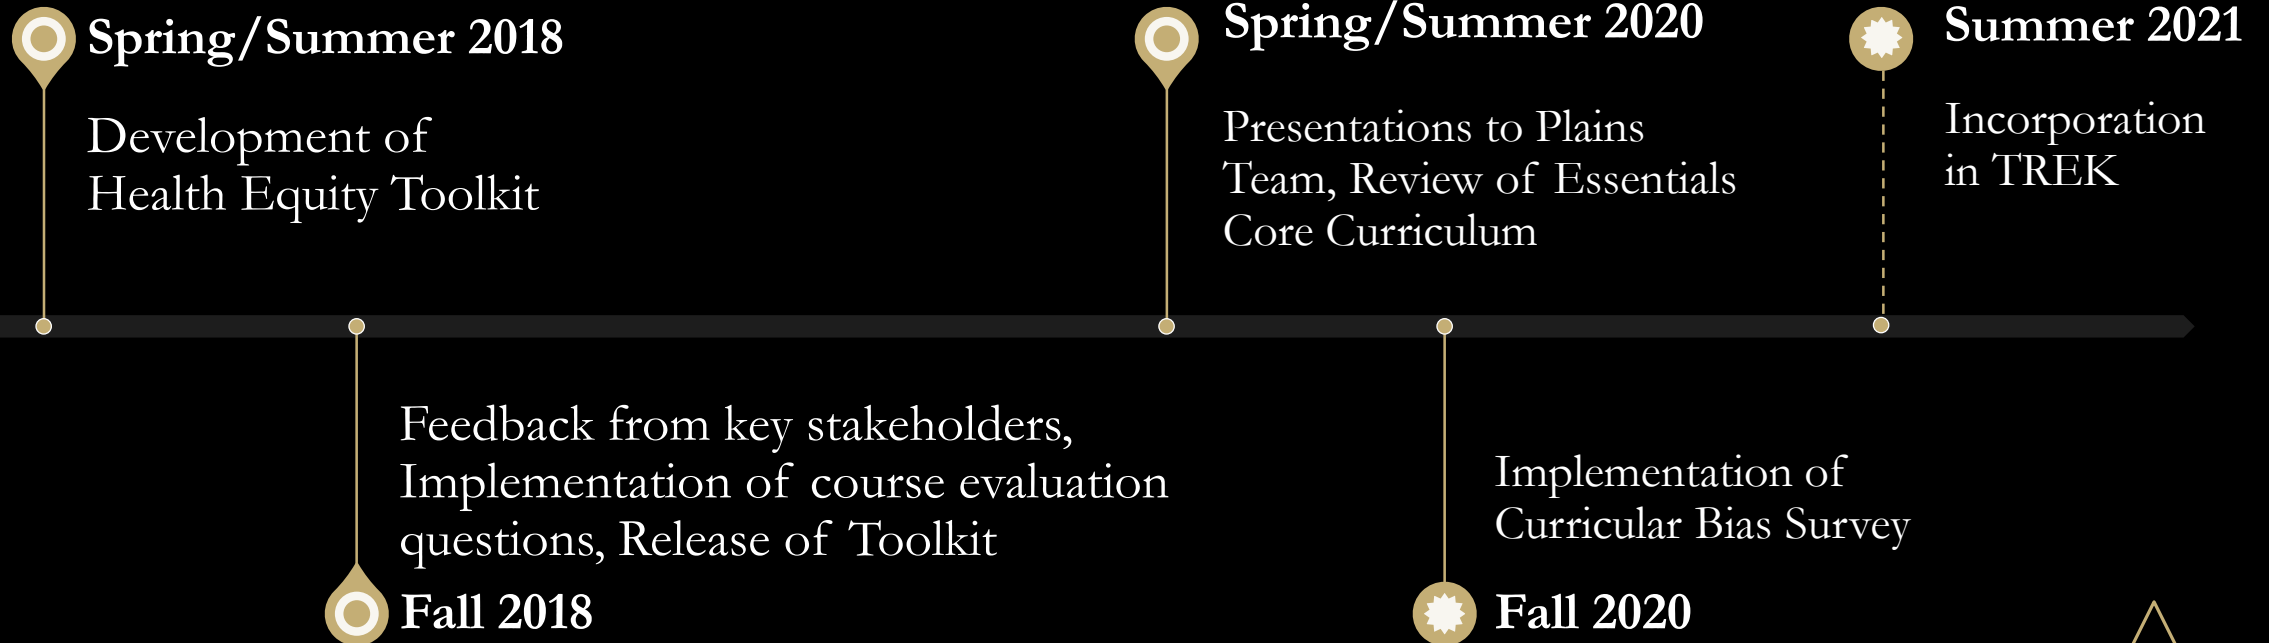 Spring/Summer 2018
Development of
Health Equity Toolkit
Feedback from key stakeholders,
Implementation of course evaluation
questions, Release of Toolkit
Fall 2018
Spring/Summer 2020
Presentations to Plains
Team, Review of Essentials
Core Curriculum
Implementation of
Curricular Bias Survey
Fall 2020
Summer 2021
Incorporation
in TREK